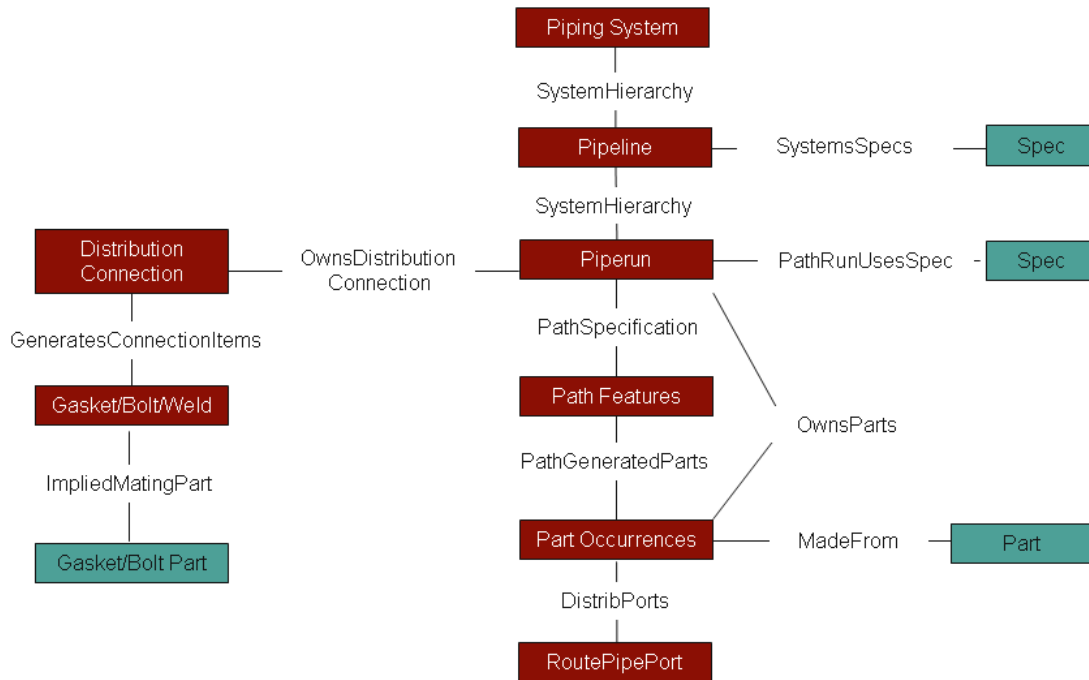 Piping System
SystemHierarchy
Pipeline
SystemsSpecs
Spec
SystemHierarchy
Distribution
Connection
OwnsDistribution
Connection
Piperun
PathRunUsesSpec
Spec
GeneratesConnectionItems
PathSpecification
Gasket/Bolt/Weld
Path Features
OwnsParts
ImpliedMatingPart
PathGeneratedParts
Gasket/Bolt Part
Part Occurrences
MadeFrom
Part
DistribPorts
RoutePipePort